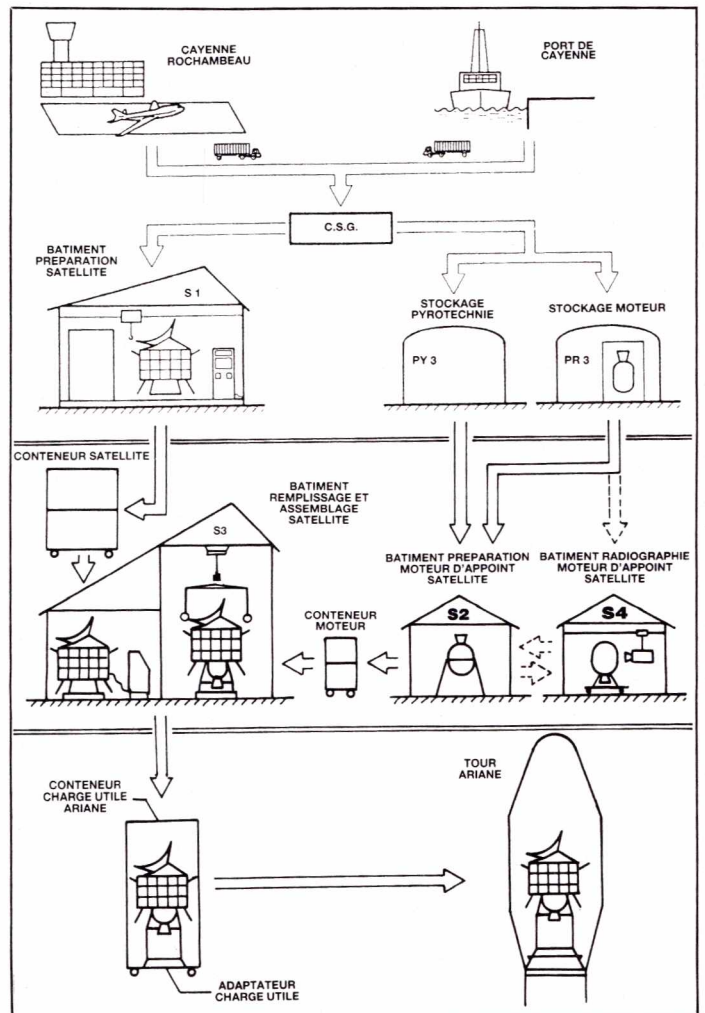 CAYENNE
ROCHAMBEAU
PORT DE
CAYENNE
C.S.G.
BATIMENT
PREPARATION
SATELLITE
S 1
STOCKAGE
PYROTECHNIE
PY 3
STOCKAGE MOTEUR
PR 3
CONTENEUR SATELLITE
BATIMENT
REMPLISSAGE ET
ASSEMBLAGE
SATELLITE
S3
BATIMENT PREPARATION
MOTEUR D'APPOINT
SATELLITE
S2
BATIMENT RADIOGRAPHIE
MOTEUR D'APPOINT
SATELLITE
S4
CONTENEUR
MOTEUR
CONTENEUR
CHARGE UTILE
ARIANE
TOUR
ARIANE
ADAPTATEUR
CHARGE UTILE